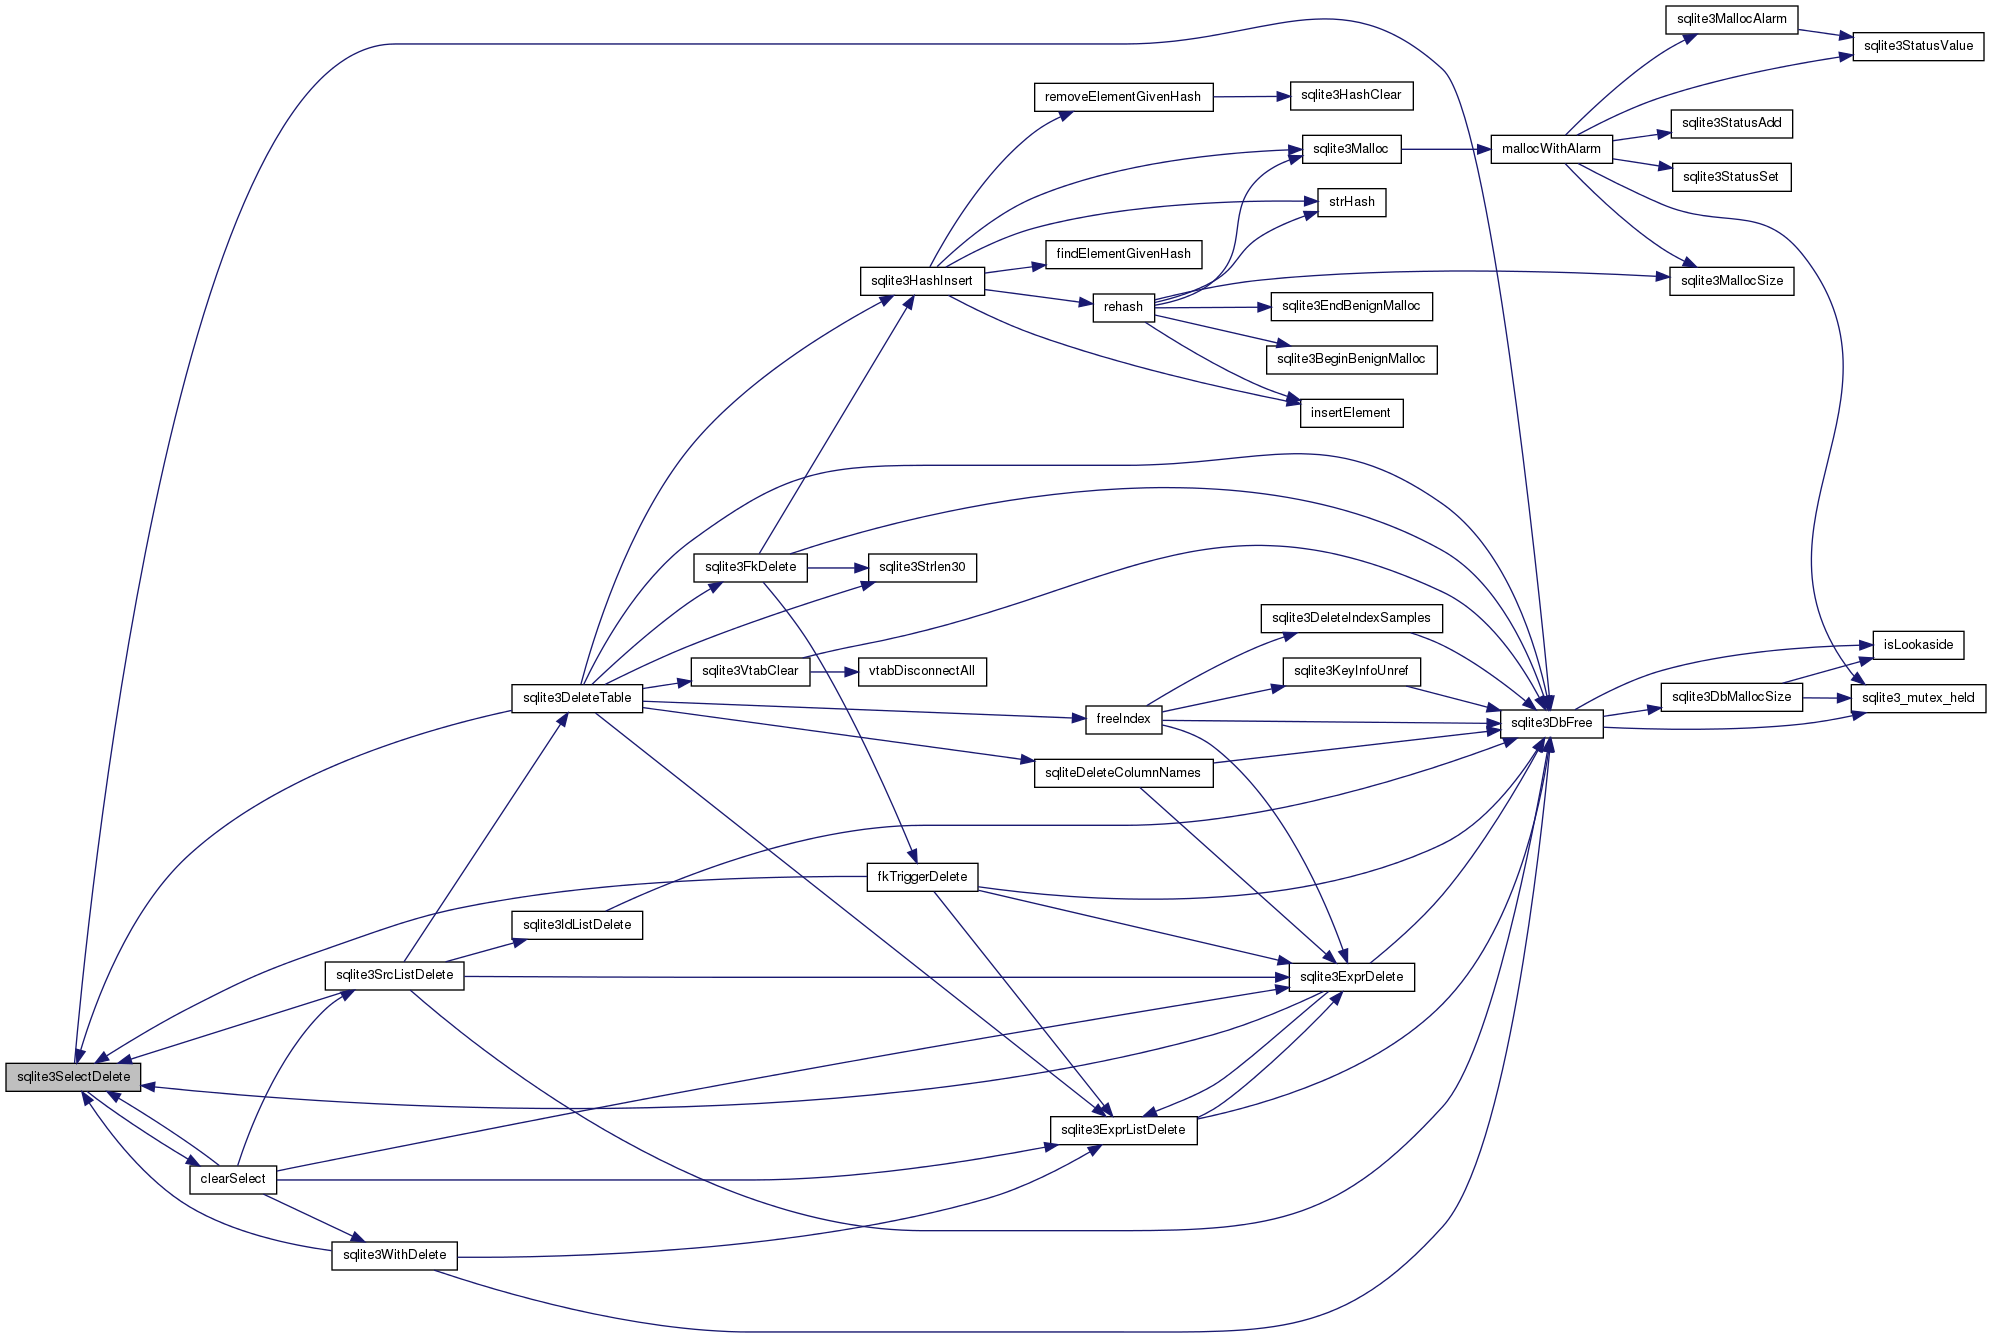 sqlite3MallocAlarm
sqlite3StatusValue
removeElementGivenHash
sqlite3HashClear
sqlite3StatusAdd
sqlite3Malloc
mallocWithAlarm
sqlite3StatusSet
strHash
findElementGivenHash
sqlite3HashInsert
sqlite3MallocSize
rehash
sqlite3EndBenignMalloc
sqlite3BeginBenignMalloc
insertElement
sqlite3FkDelete
sqlite3Strlen30
sqlite3DeleteIndexSamples
isLookaside
sqlite3VtabClear
vtabDisconnectAll
sqlite3KeyInfoUnref
sqlite3DeleteTable
sqlite3DbMallocSize
sqlite3_mutex_held
freeIndex
sqlite3DbFree
sqliteDeleteColumnNames
fkTriggerDelete
sqlite3IdListDelete
sqlite3SrcListDelete
sqlite3ExprDelete
sqlite3SelectDelete
sqlite3ExprListDelete
clearSelect
sqlite3WithDelete